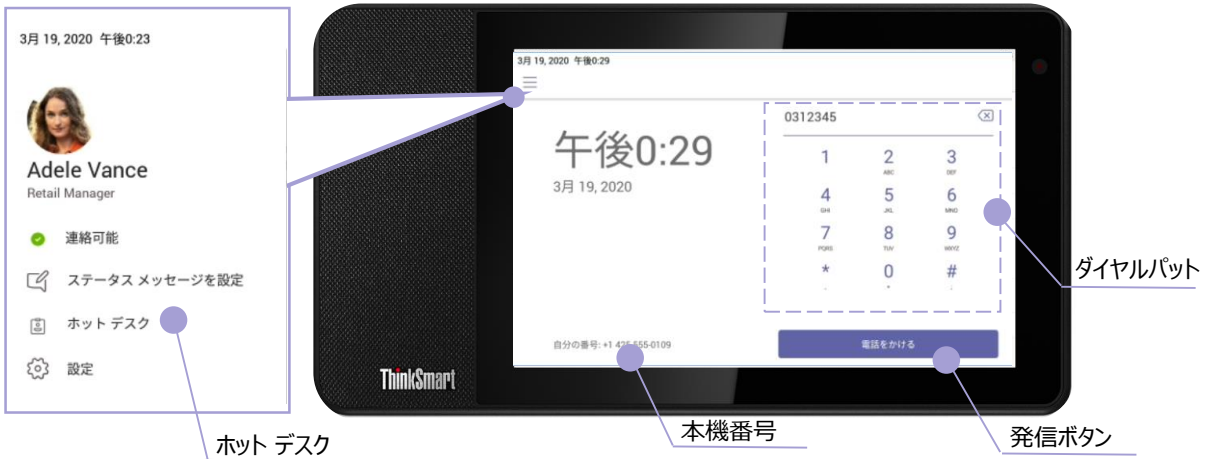 3月 19, 2020 午後0:23
Adele Vance
Retail Manager
連絡可能
ステータス メッセージを設定
ホット デスク
設定
ホット デスク
3月 19, 2020 午後0:29
午後0:29
3月 19, 2020
0312345
1 2 3
ABC DEF
4 5 6
GHI JKL MNO
7 8 9
PQRS TUV WXYZ
* 0 #
自分の番号: +1 425 555-0109
電話をかける
ThinkSmart
ダイヤルパット
本機番号
発信ボタン